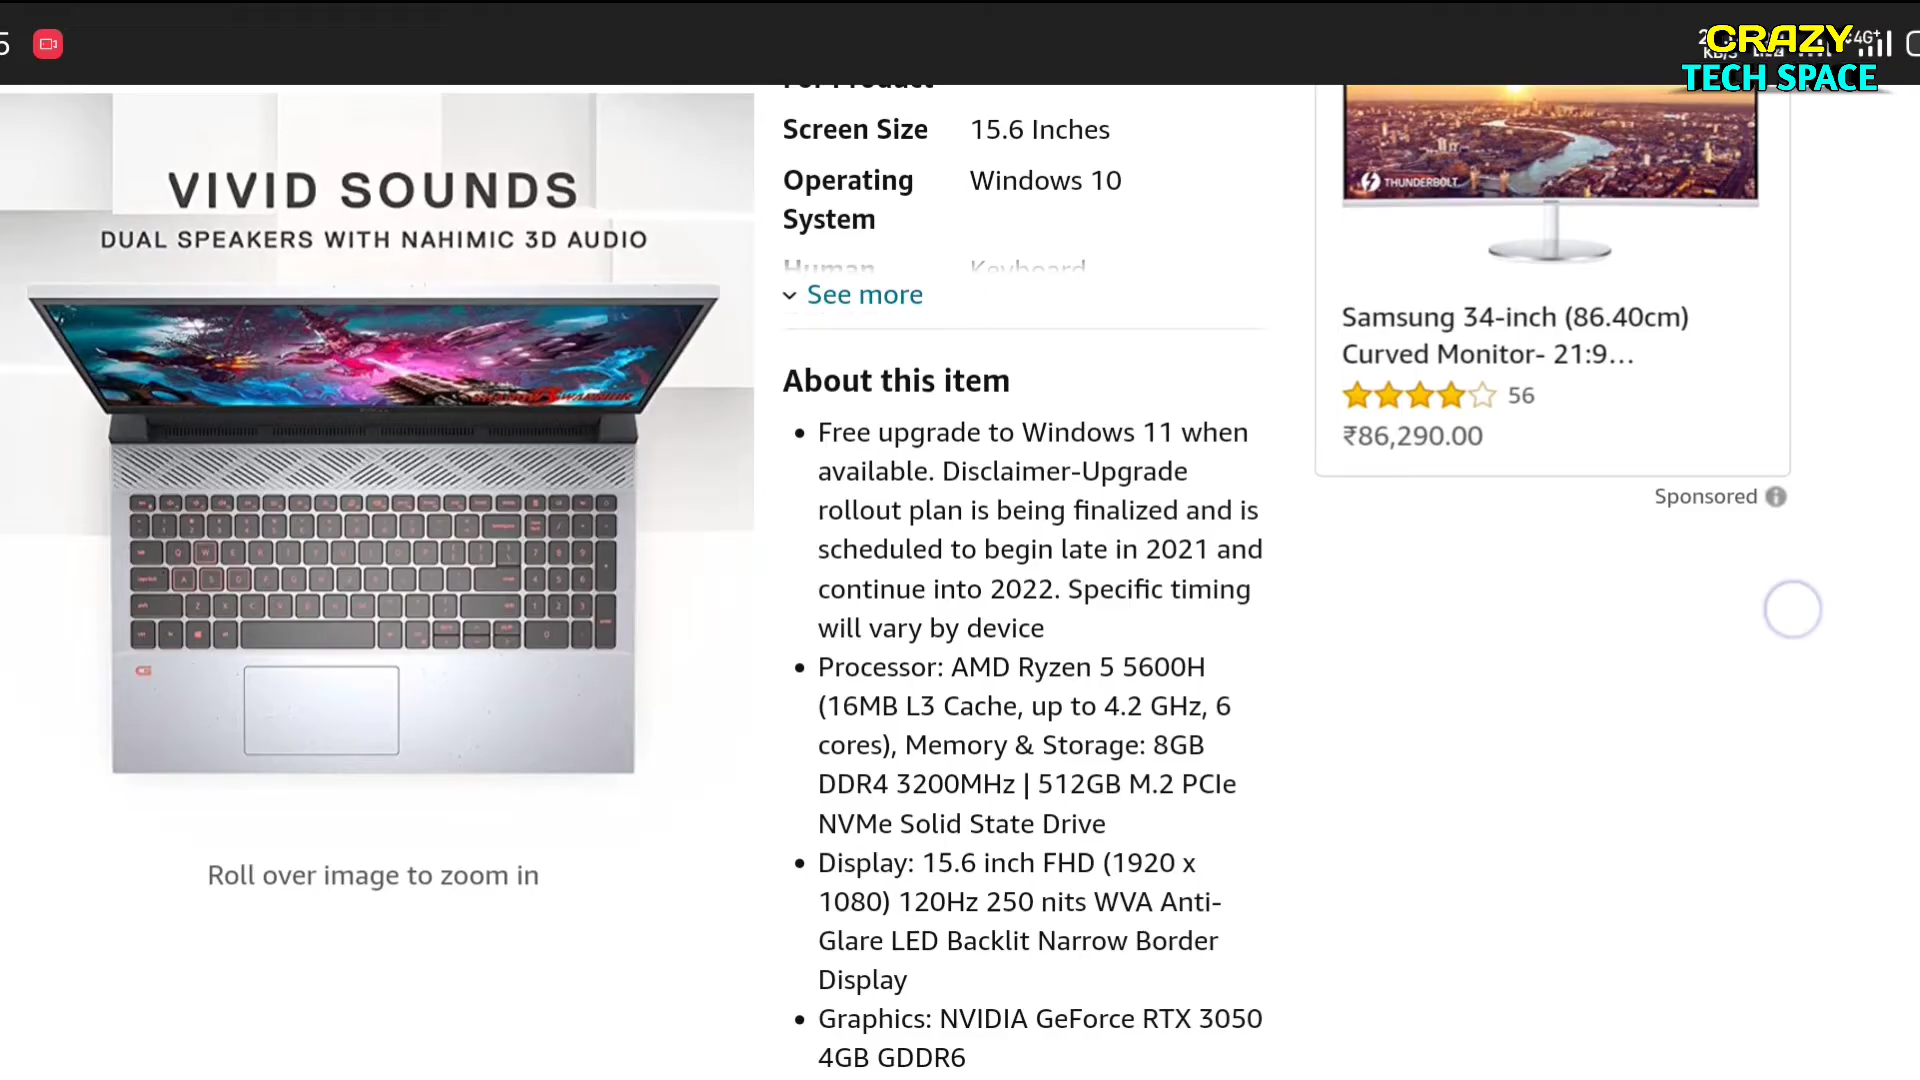 5
CRAZY
4G+
TECH SPACE
VIVID SOUNDS
DUAL SPEAKERS WITH NAHIMIC 3D AUDIO
Roll over image to zoom in
Screen Size 15.6 Inches
Operating Windows 10
System
Human Keyboard
See more
About this item
• Free upgrade to Windows 11 when
available. Disclaimer-Upgrade
rollout plan is being finalized and is
scheduled to begin late in 2021 and
continue into 2022. Specific timing
will vary by device
• Processor: AMD Ryzen 5 5600H
(16MB L3 Cache, up to 4.2 GHz, 6
cores), Memory & Storage: 8GB
DDR4 3200MHz | 512GB M.2 PCIe
NVMe Solid State Drive
• Display: 15.6 inch FHD (1920 x
1080) 120Hz 250 nits WVA Anti-
Glare LED Backlit Narrow Border
Display
• Graphics: NVIDIA GeForce RTX 3050
4GB GDDR6
THUNDERBOLT
Samsung 34-inch (86.40cm)
Curved Monitor- 21:9...
56
₹86,290.00
Sponsored